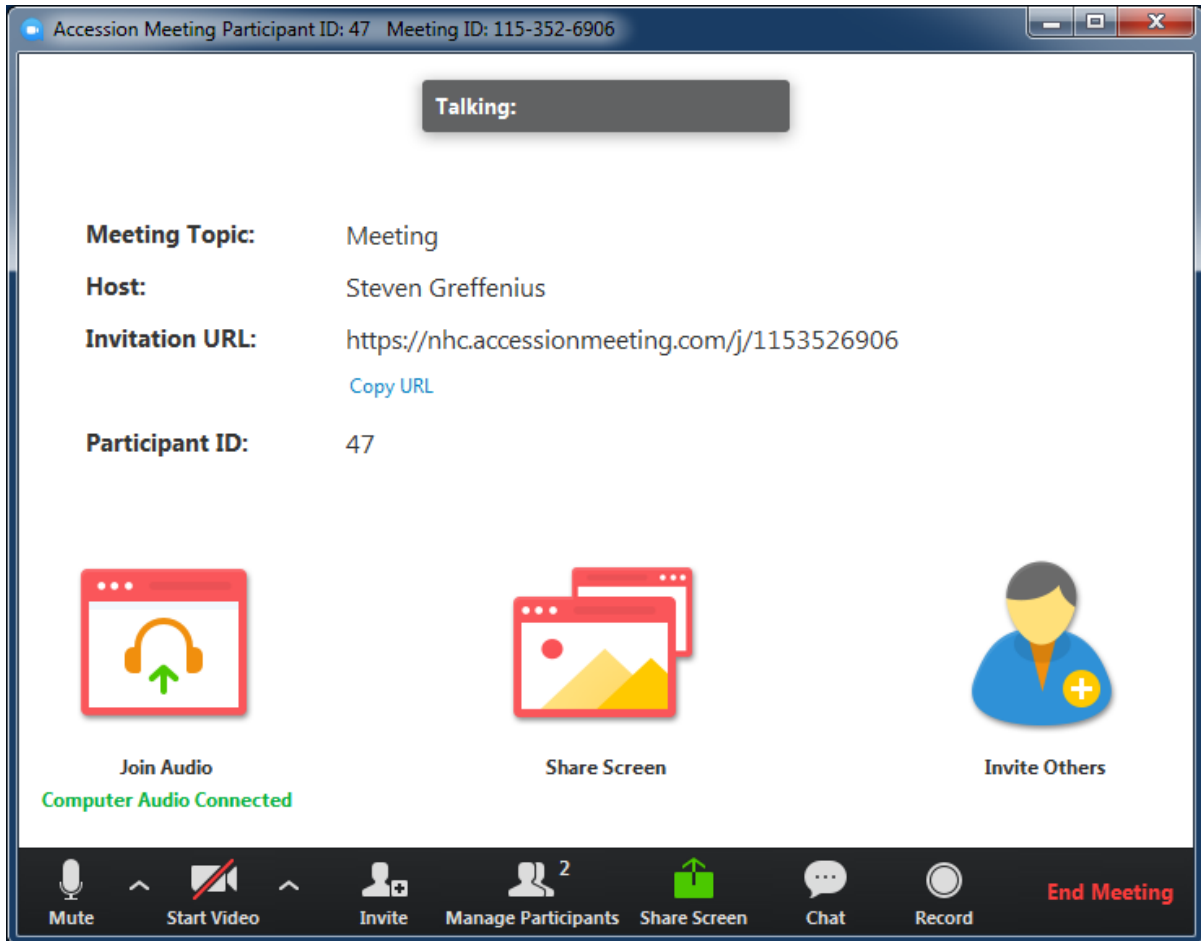 Accession Meeting Participant ID: 47 Meeting ID: 115-352-6906
Talking:
Meeting Topic: Meeting
Host: Steven Greffenius
Invitation URL: https://nhc.accessionmeeting.com/j/1153526906
Copy URL
Participant ID: 47
Join Audio Share Screen Invite Others
Computer Audio Connected
2
Mute Start Video Invite Manage Participants Share Screen Chat Record End Meeting